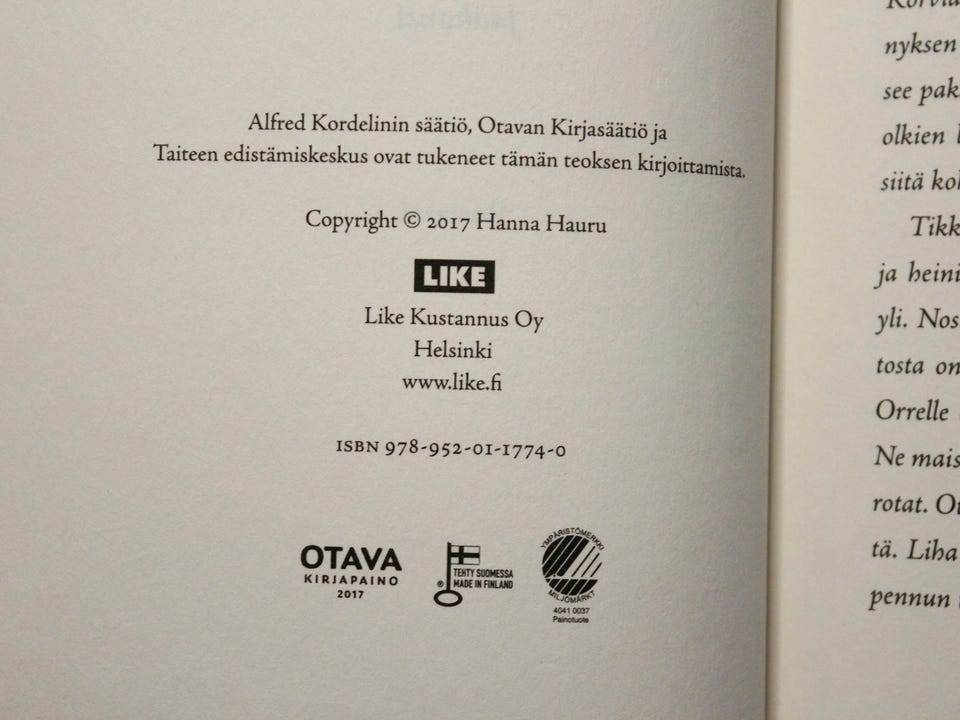 Alfred Kordelinin säätiö, Otavan Kirjasäätiö ja
Taiteen edistämiskeskus ovat tukeneet tämän teoksen kirjoittamista.
Copyright © 2017 Hanna Hauru
LIKE
Like Kustannus Oy
Helsinki
www.like.fi
ISBN 978-952-01-1774-0
OTAVA
KIRJAPAINO
2017
® TEHTY SUOMESSA
MADE IN FINLAND
YMPÄRISTÖMERKKI
MILJÖMÄRKT
4041 0037
Painotuote
nyksen
see pak
olkien
siitä kol
Tikk
ja heini
yli. Nos
tosta on
Orrelle
Ne mais
rotat. Ot
tä. Liha
pennun